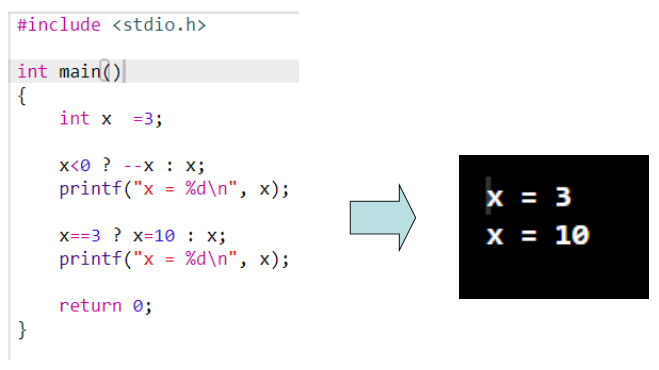 #include <stdio.h>
int main()
{
int x  =3;
x<0 ? --x : x;
printf("x = %d\n", x);
x==3 ? x=10 : x;
printf("x = %d\n", x);
return 0;
}
x = 3
x = 10